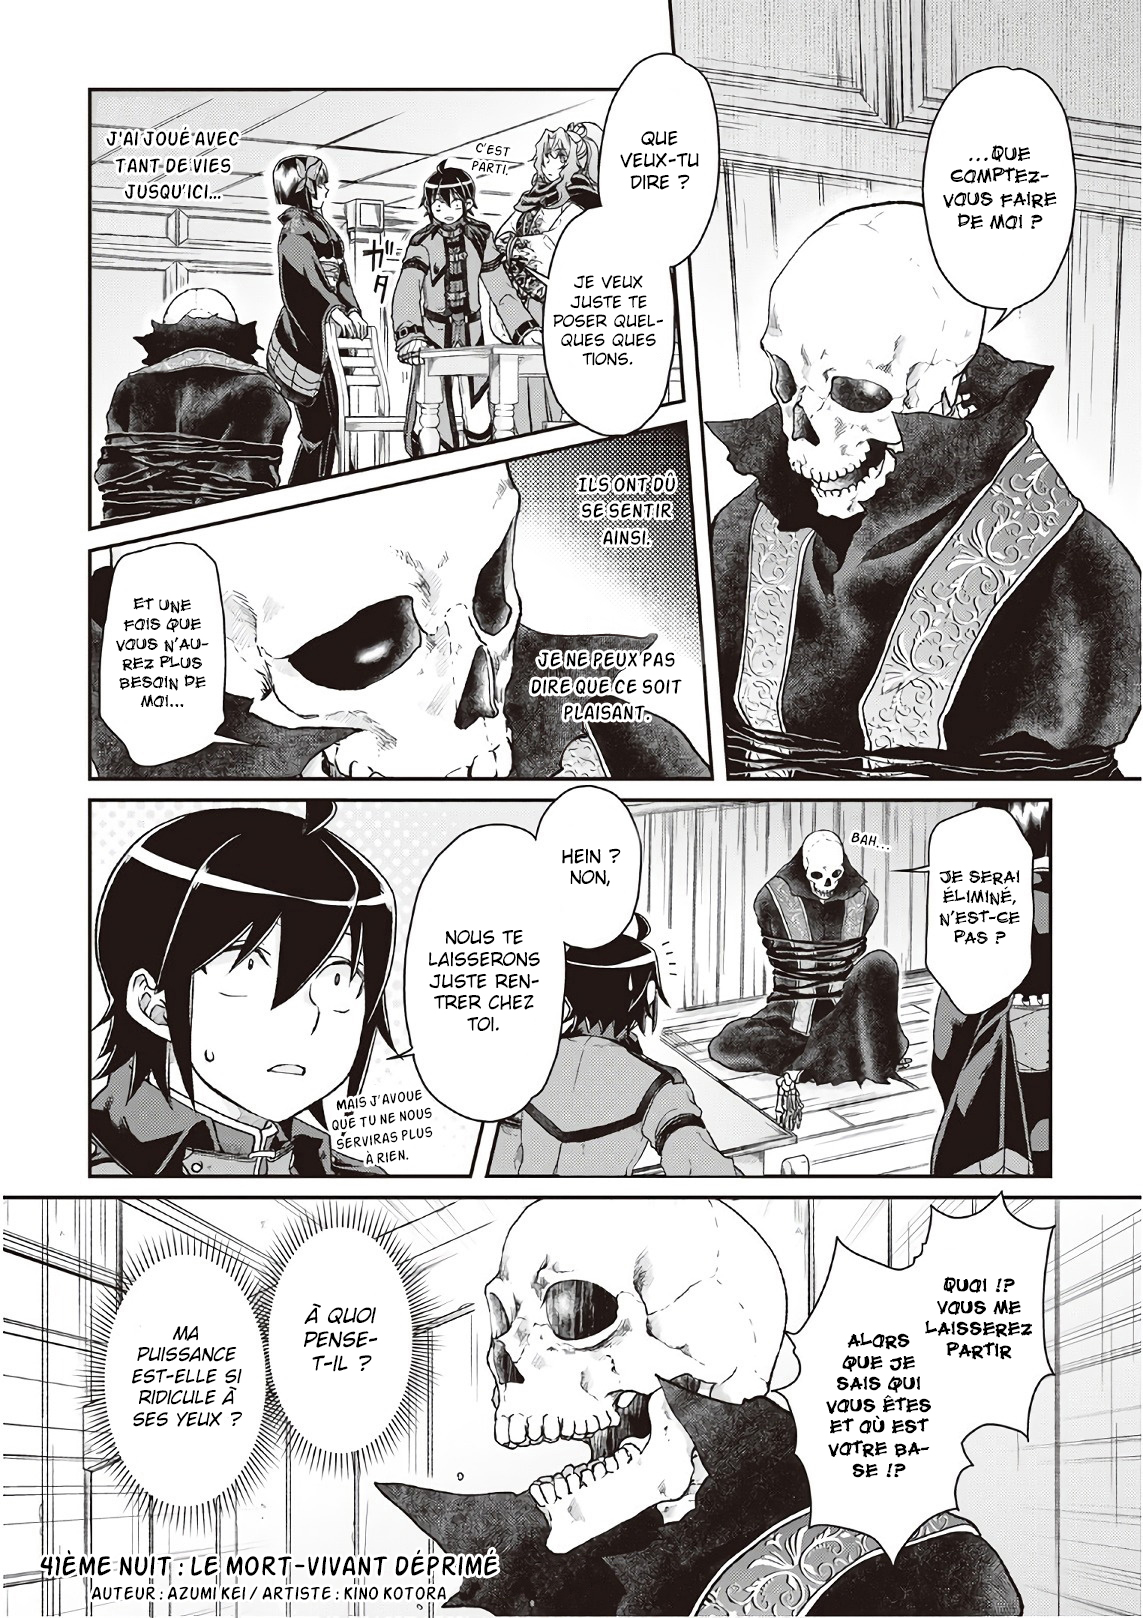 ...QUE
COMPTEZ-
VOUS FAIRE
DE MOI ?
QUE
VEUX-TU
DIRE ?
JE VEUX
JUSTE TE
POSER QUEL-
QUES QUES
TIONS.
C'EST
PARTI.
ガタ
J'AI JOUÉ AVEC
TANT DE VIES
JUSQU'ICI...
ILS ONT DÛ
SE SENTIR
AINSI.
JE NE PEUX PAS
DIRE QUE CE SOIT
PLAISANT.
ET UNE
FOIS QUE
VOUS N'AU-
REZ PLUS
BESOIN DE
MOI...
JE SERAI
ÉLIMINÉ,
N'EST-CE
PAS ?
BAH...
HEIN ?
NON,
NOUS TE
LAISSERONS
JUSTE REN-
TRER CHEZ
TOI.
MAIS J'AVOUE
QUE TU NE NOUS
SERVIRAS PLUS
À RIEN.
QUOI !?
VOUS ME
LAISSEREZ
PARTIR
ALORS
QUE JE
SAIS QUI
VOUS ÊTES
ET OÙ EST
VOTRE BA-
SE !?
À QUOI
PENSE-
T-IL ?
MA
PUISSANCE
EST-ELLE SI
RIDICULE À
SES YEUX ?
41ÈME NUIT : LE MORT-VIVANT DÉPRIMÉ
AUTEUR : AZUMI KEI / ARTISTE : KINO KOTORA